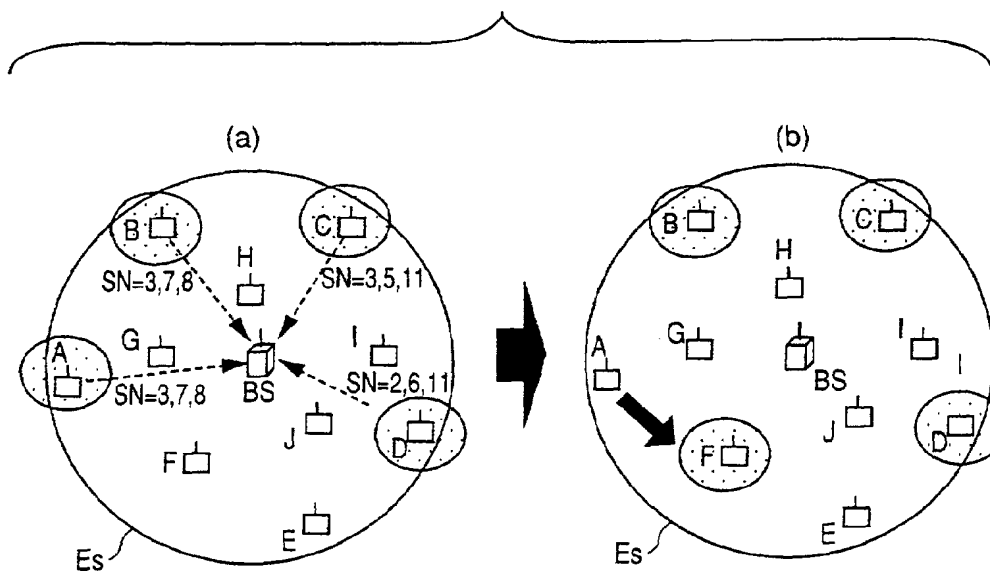 (a)
B
C
H
SN=3,7,8
SN=3,5,11
G
I
A
BS
SN=3,7,8
SN=2,6,11
J
D
F
E
Es
(b)
B
C
H
G
I
A
BS
I
J
D
F
E
Es